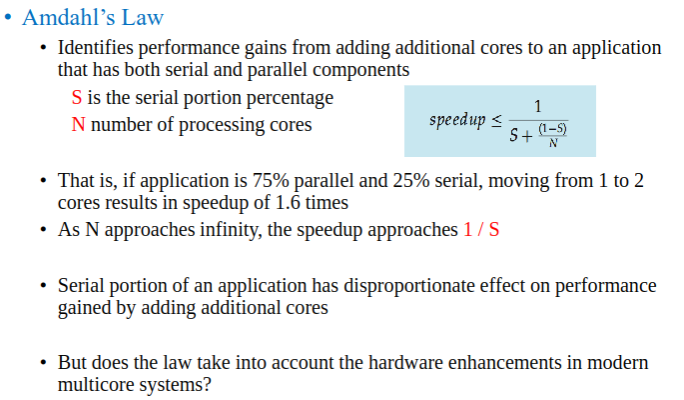 • Amdahl's Law
• Identifies performance gains from adding additional cores to an application
that has both serial and parallel components
S is the serial portion percentage
N number of processing cores
speedup ≤ 1 / (S + (1−S)/N)
• That is, if application is 75% parallel and 25% serial, moving from 1 to 2
cores results in speedup of 1.6 times
• As N approaches infinity, the speedup approaches 1 / S
• Serial portion of an application has disproportionate effect on performance
gained by adding additional cores
• But does the law take into account the hardware enhancements in modern
multicore systems?